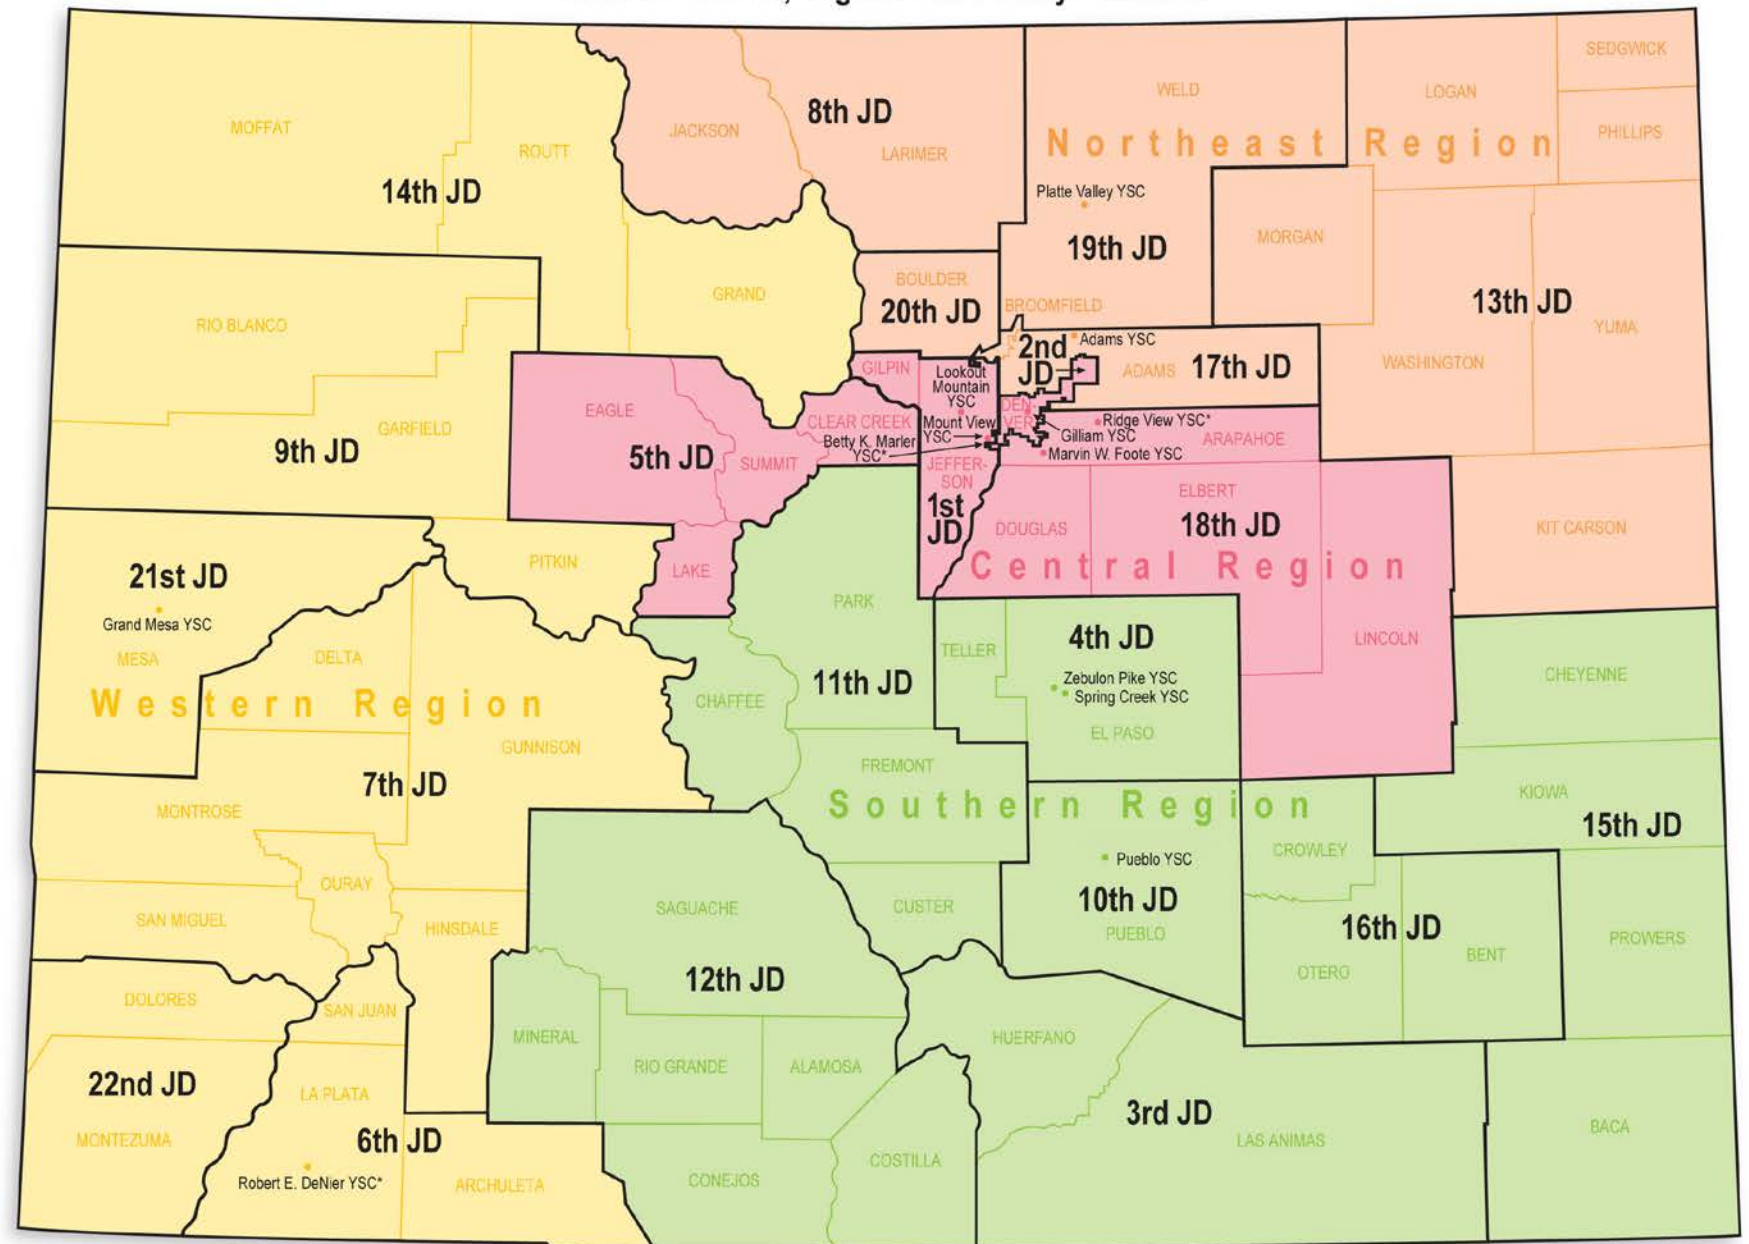 SEDGWICK
WELD
LOGAN
MOFFAT
JACKSON
8th JD
LARIMER
ROUTT
Northeast Region
PHILLIPS
14th JD
Platte Valley YSC
19th JD
MORGAN
GRAND
BOULDER
20th JD
BROOMFIELD
13th JD
YUMA
RIO BLANCO
2nd
JD
Adams YSC
ADAMS
17th JD
WASHINGTON
GILPIN
Lookout
Mountain
YSC
EAGLE
CLEAR CREEK
DEN-
VER
Mount View
YSC
Ridge View YSC*
Gilliam YSC
ARAPAHOE
Marvin W. Foote YSC
Betty K. Marler
YSC*
GARFIELD
9th JD
5th JD
SUMMIT
JEFFER-
SON
1st
JD
ELBERT
18th JD
DOUGLAS
KIT CARSON
Central Region
PITKIN
LAKE
21st JD
Grand Mesa YSC
MESA
DELTA
PARK
TELLER
4th JD
LINCOLN
Zebulon Pike YSC
Spring Creek YSC
EL PASO
CHEYENNE
Western Region
11th JD
CHAFFEE
GUNNISON
7th JD
FREMONT
Southern Region
KIOWA
15th JD
MONTROSE
CROWLEY
Pueblo YSC
10th JD
PUEBLO
OURAY
SAN MIGUEL
HINSDALE
SAGUACHE
CUSTER
16th JD
OTERO
BENT
PROWERS
12th JD
DOLORES
SAN JUAN
MINERAL
RIO GRANDE
ALAMOSA
HUERFANO
22nd JD
LA PLATA
MONTEZUMA
6th JD
Robert E. DeNier YSC*
ARCHULETA
CONEJOS
COSTILLA
3rd JD
LAS ANIMAS
BACA